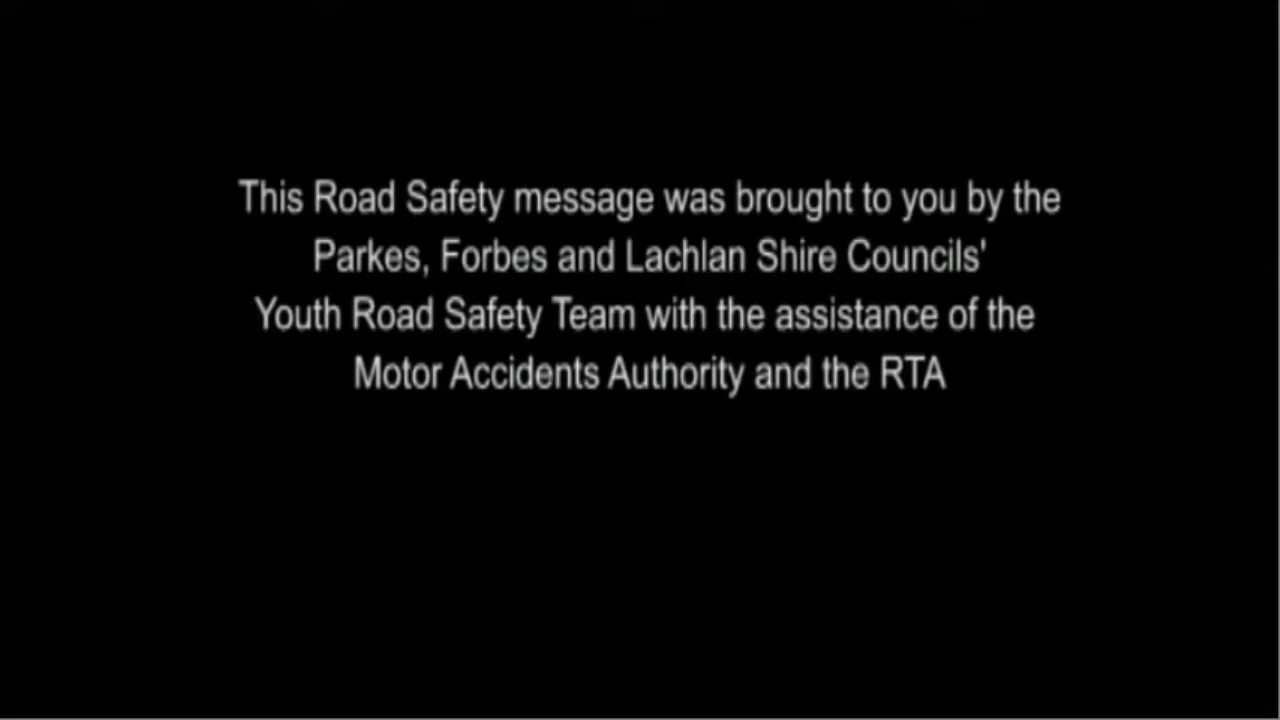 This Road Safety message was brought to you by the
Parkes, Forbes and Lachlan Shire Councils'
Youth Road Safety Team with the assistance of the
Motor Accidents Authority and the RTA